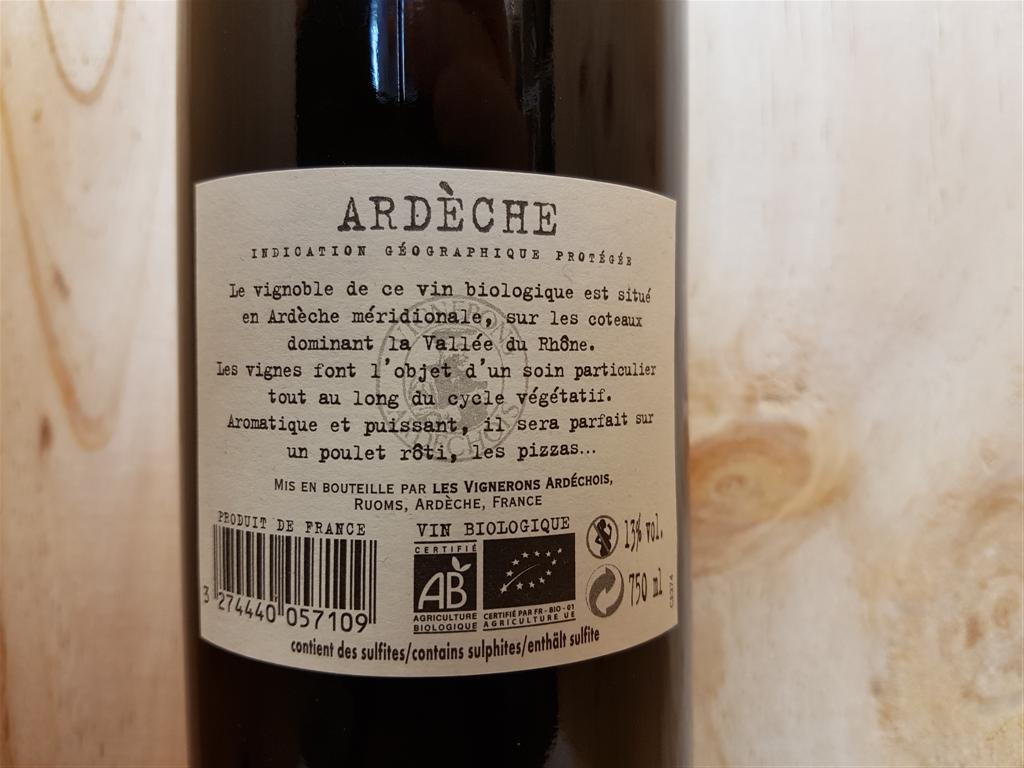 ARDÈCHE
INDICATION GÉOGRAPHIQUE PROTÉGÉE
Le vignoble de ce vin biologique est situé
en Ardèche méridionale, sur les coteaux
dominant la Vallée du Rhône.
Les vignes font l'objet d'un soin particulier
tout au long du cycle végétatif.
Aromatique et puissant, il sera parfait sur
un poulet rôti, les pizzas...
VIGNERONS
ARDÉCHOIS
MIS EN BOUTEILLE PAR LES VIGNERONS ARDÉCHOIS,
RUOMS, ARDÈCHE, FRANCE
PRODUIT DE FRANCE
3 274440 057109
VIN BIOLOGIQUE
CERTIFIÉ
AB
AGRICULTURE
BIOLOGIQUE
CERTIFIÉ PAR FR-BIO-01
AGRICULTURE UE
13% vol.
750 ml
contient des sulfites/contains sulphites/enthält sulfite